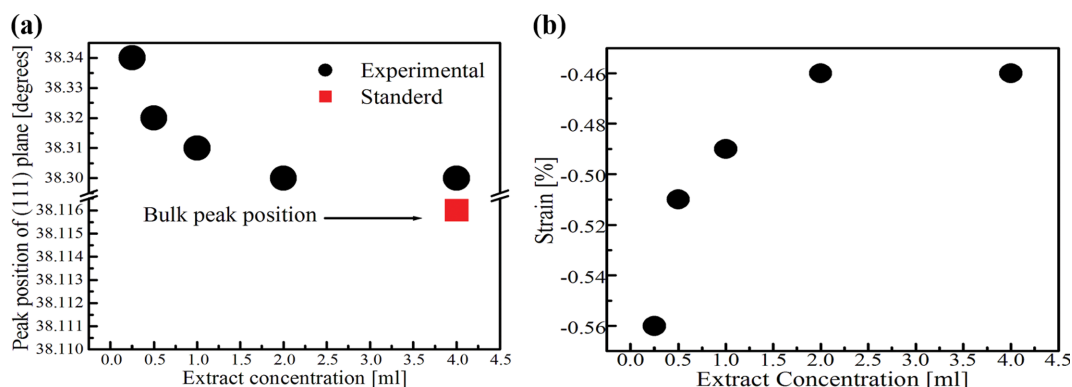 (a)
Peak position of (111) plane [degrees]
38.34
38.33
38.32
38.31
38.30
38.116
38.115
38.114
38.113
38.112
38.111
38.110
Experimental
Standerd
Bulk peak position
0.0 0.5 1.0 1.5 2.0 2.5 3.0 3.5 4.0 4.5
Extract concentration [ml]
(b)
Strain [%]
-0.46
-0.48
-0.50
-0.52
-0.54
-0.56
0.0 0.5 1.0 1.5 2.0 2.5 3.0 3.5 4.0 4.5
Extract Concentration [ml]